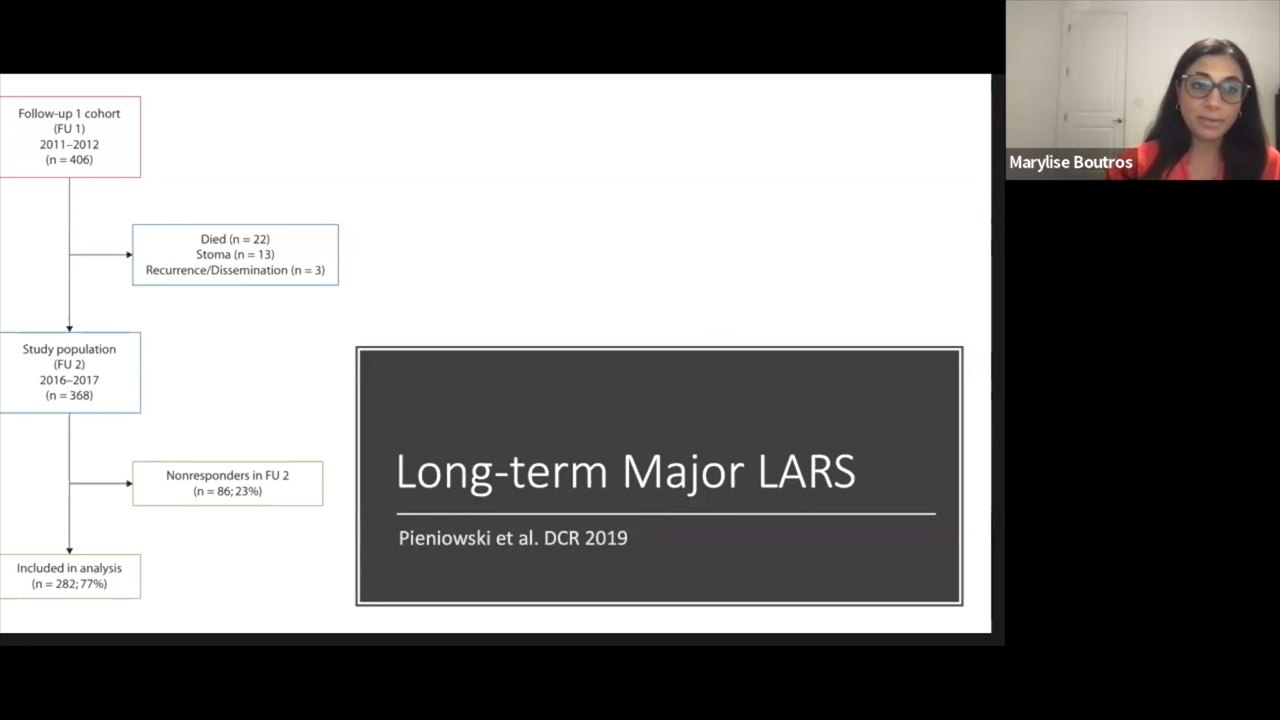 Follow-up 1 cohort
(FU 1)
2011–2012
(n = 406)
Died (n = 22)
Stoma (n = 13)
Recurrence/Dissemination (n = 3)
Study population
(FU 2)
2016–2017
(n = 368)
Nonresponders in FU 2
(n = 86; 23%)
Included in analysis
(n = 282; 77%)
Long-term Major LARS
Pieniowski et al. DCR 2019
Marylise Boutros